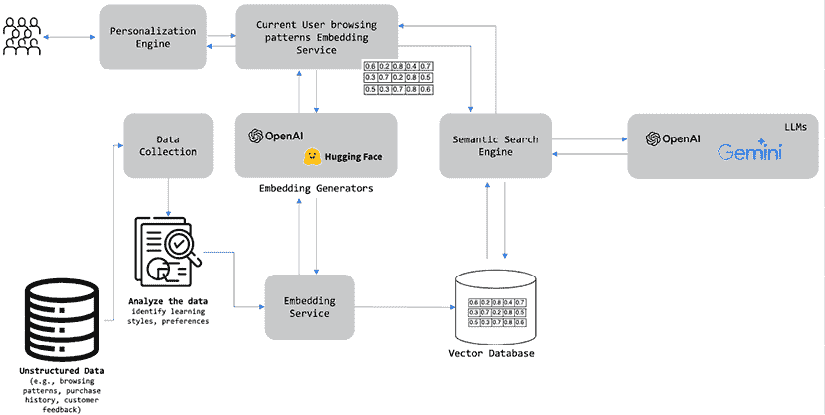 Personalization
Engine
Current User browsing
patterns Embedding
Service
0.6 0.2 0.8 0.4 0.7
0.3 0.7 0.2 0.8 0.5
0.5 0.3 0.7 0.8 0.6
Data
Collection
OpenAI
Hugging Face
Embedding Generators
Semantic Search
Engine
LLMs
OpenAI
Gemini
Analyze the data
identify learning
styles, preferences
Embedding
Service
0.6 0.2 0.8 0.4 0.7
0.3 0.7 0.2 0.8 0.5
0.5 0.3 0.7 0.8 0.6
Vector Database
Unstructured Data
(e.g., browsing
patterns, purchase
history, customer
feedback)